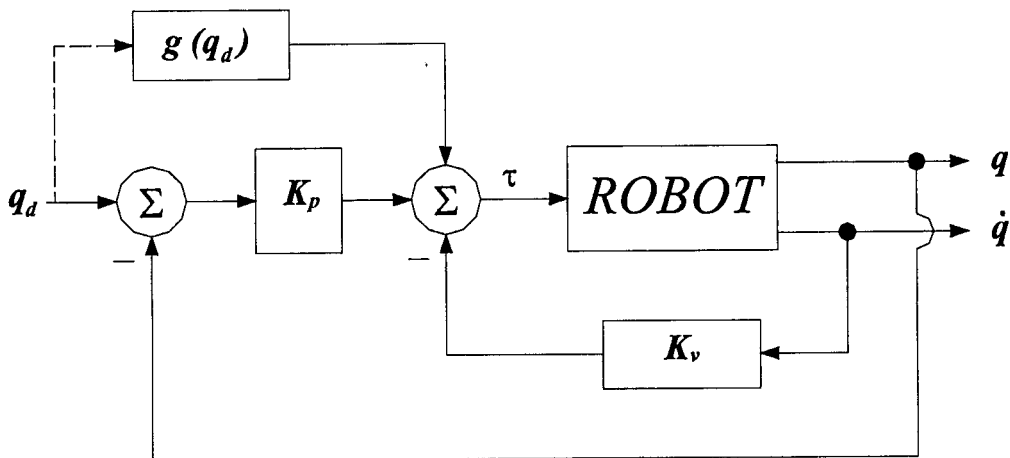 g (q_d)
q_d
Σ
K_p
Σ
τ
ROBOT
q
q̇
−
−
K_v